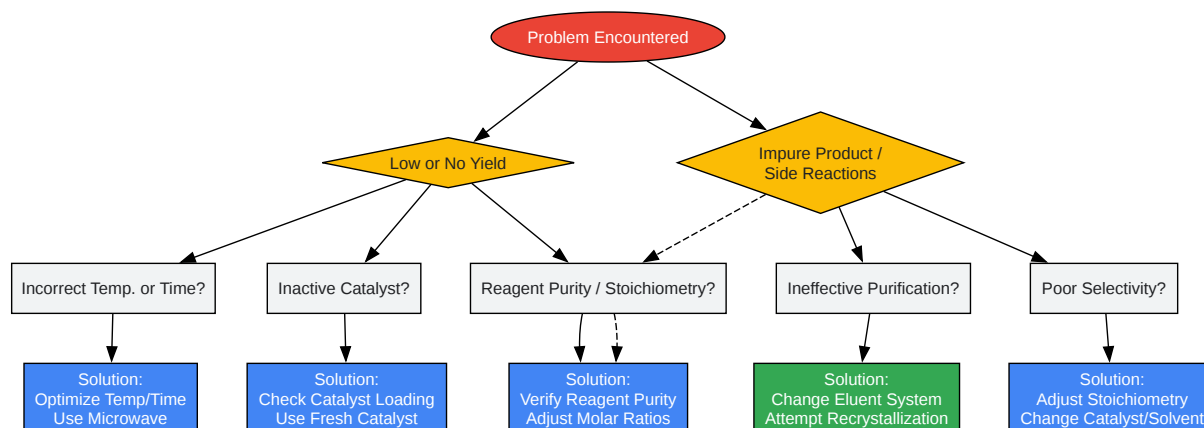 Problem Encountered
Low or No Yield
Impure Product /
Side Reactions
Incorrect Temp. or Time?
Inactive Catalyst?
Reagent Purity / Stoichiometry?
Ineffective Purification?
Poor Selectivity?
Solution:
Optimize Temp/Time
Use Microwave
Solution:
Check Catalyst Loading
Use Fresh Catalyst
Solution:
Verify Reagent Purity
Adjust Molar Ratios
Solution:
Change Eluent System
Attempt Recrystallization
Solution:
Adjust Stoichiometry
Change Catalyst/Solvent